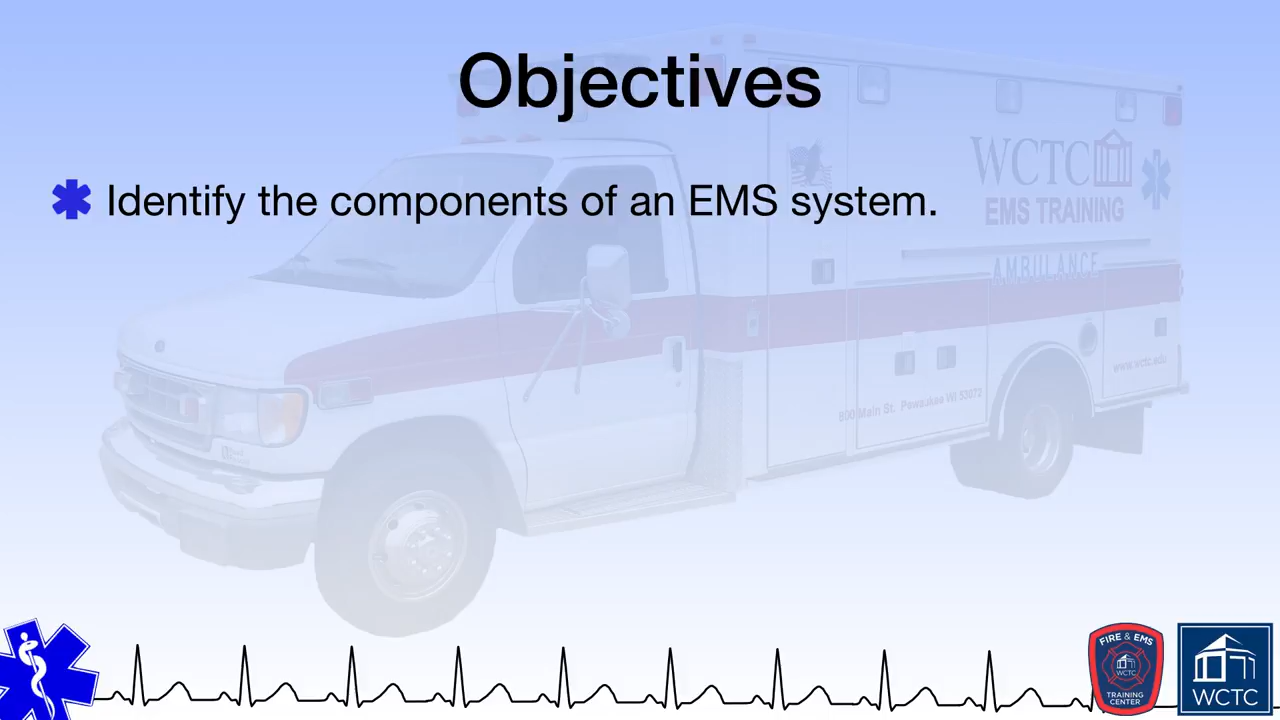 Objectives
Identify the components of an EMS system.
WCTC
EMS TRAINING
AMBULANCE
www.wctc.edu
800 Main St. Pewaukee WI 53072
FIRE & EMS
WCTC
TRAINING
CENTER
WCTC